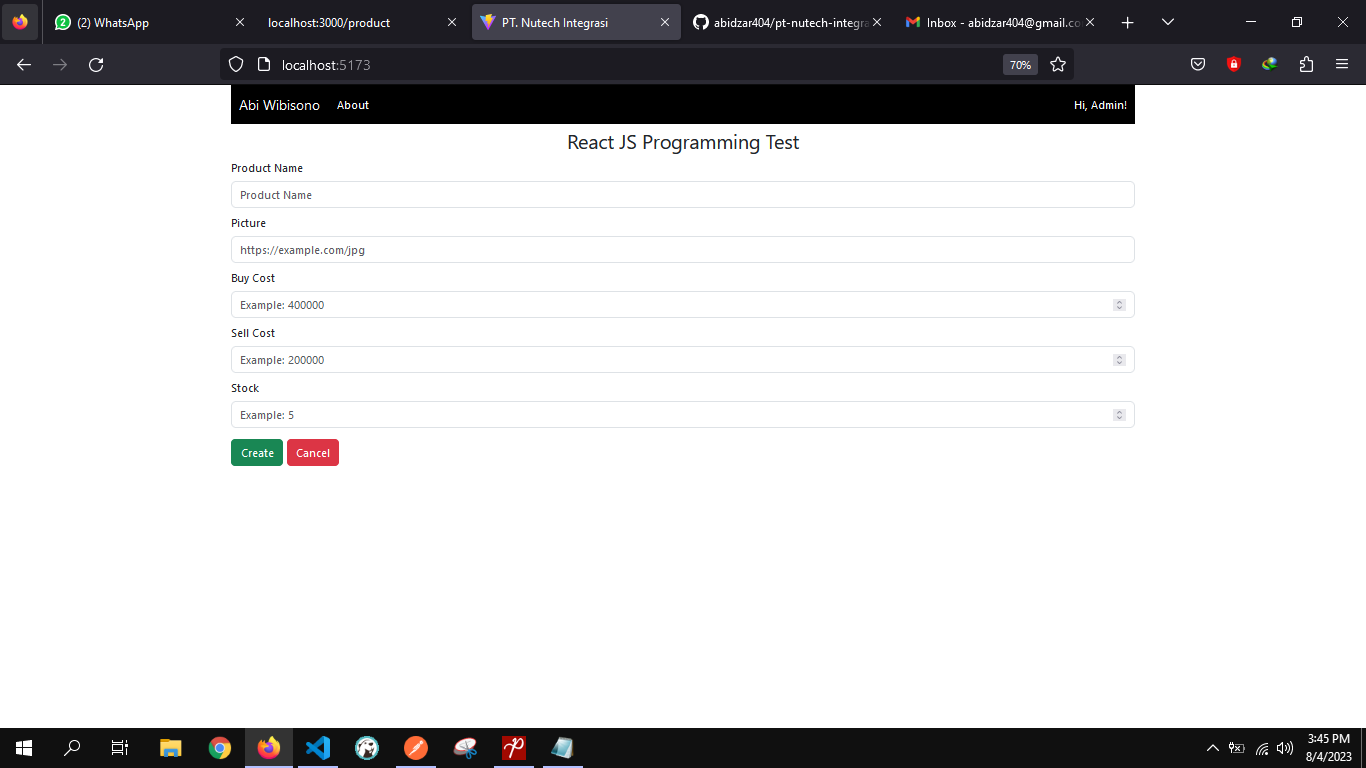 (2) WhatsApp
localhost:3000/product
PT. Nutech Integrasi
abidzar404/pt-nutech-integra
Inbox - abidzar404@gmail.co
localhost:5173
70%
Abi Wibisono
About
Hi, Admin!
React JS Programming Test
Product Name
Product Name
Picture
https://example.com/jpg
Buy Cost
Example: 400000
Sell Cost
Example: 200000
Stock
Example: 5
Create
Cancel
3:45 PM
8/4/2023